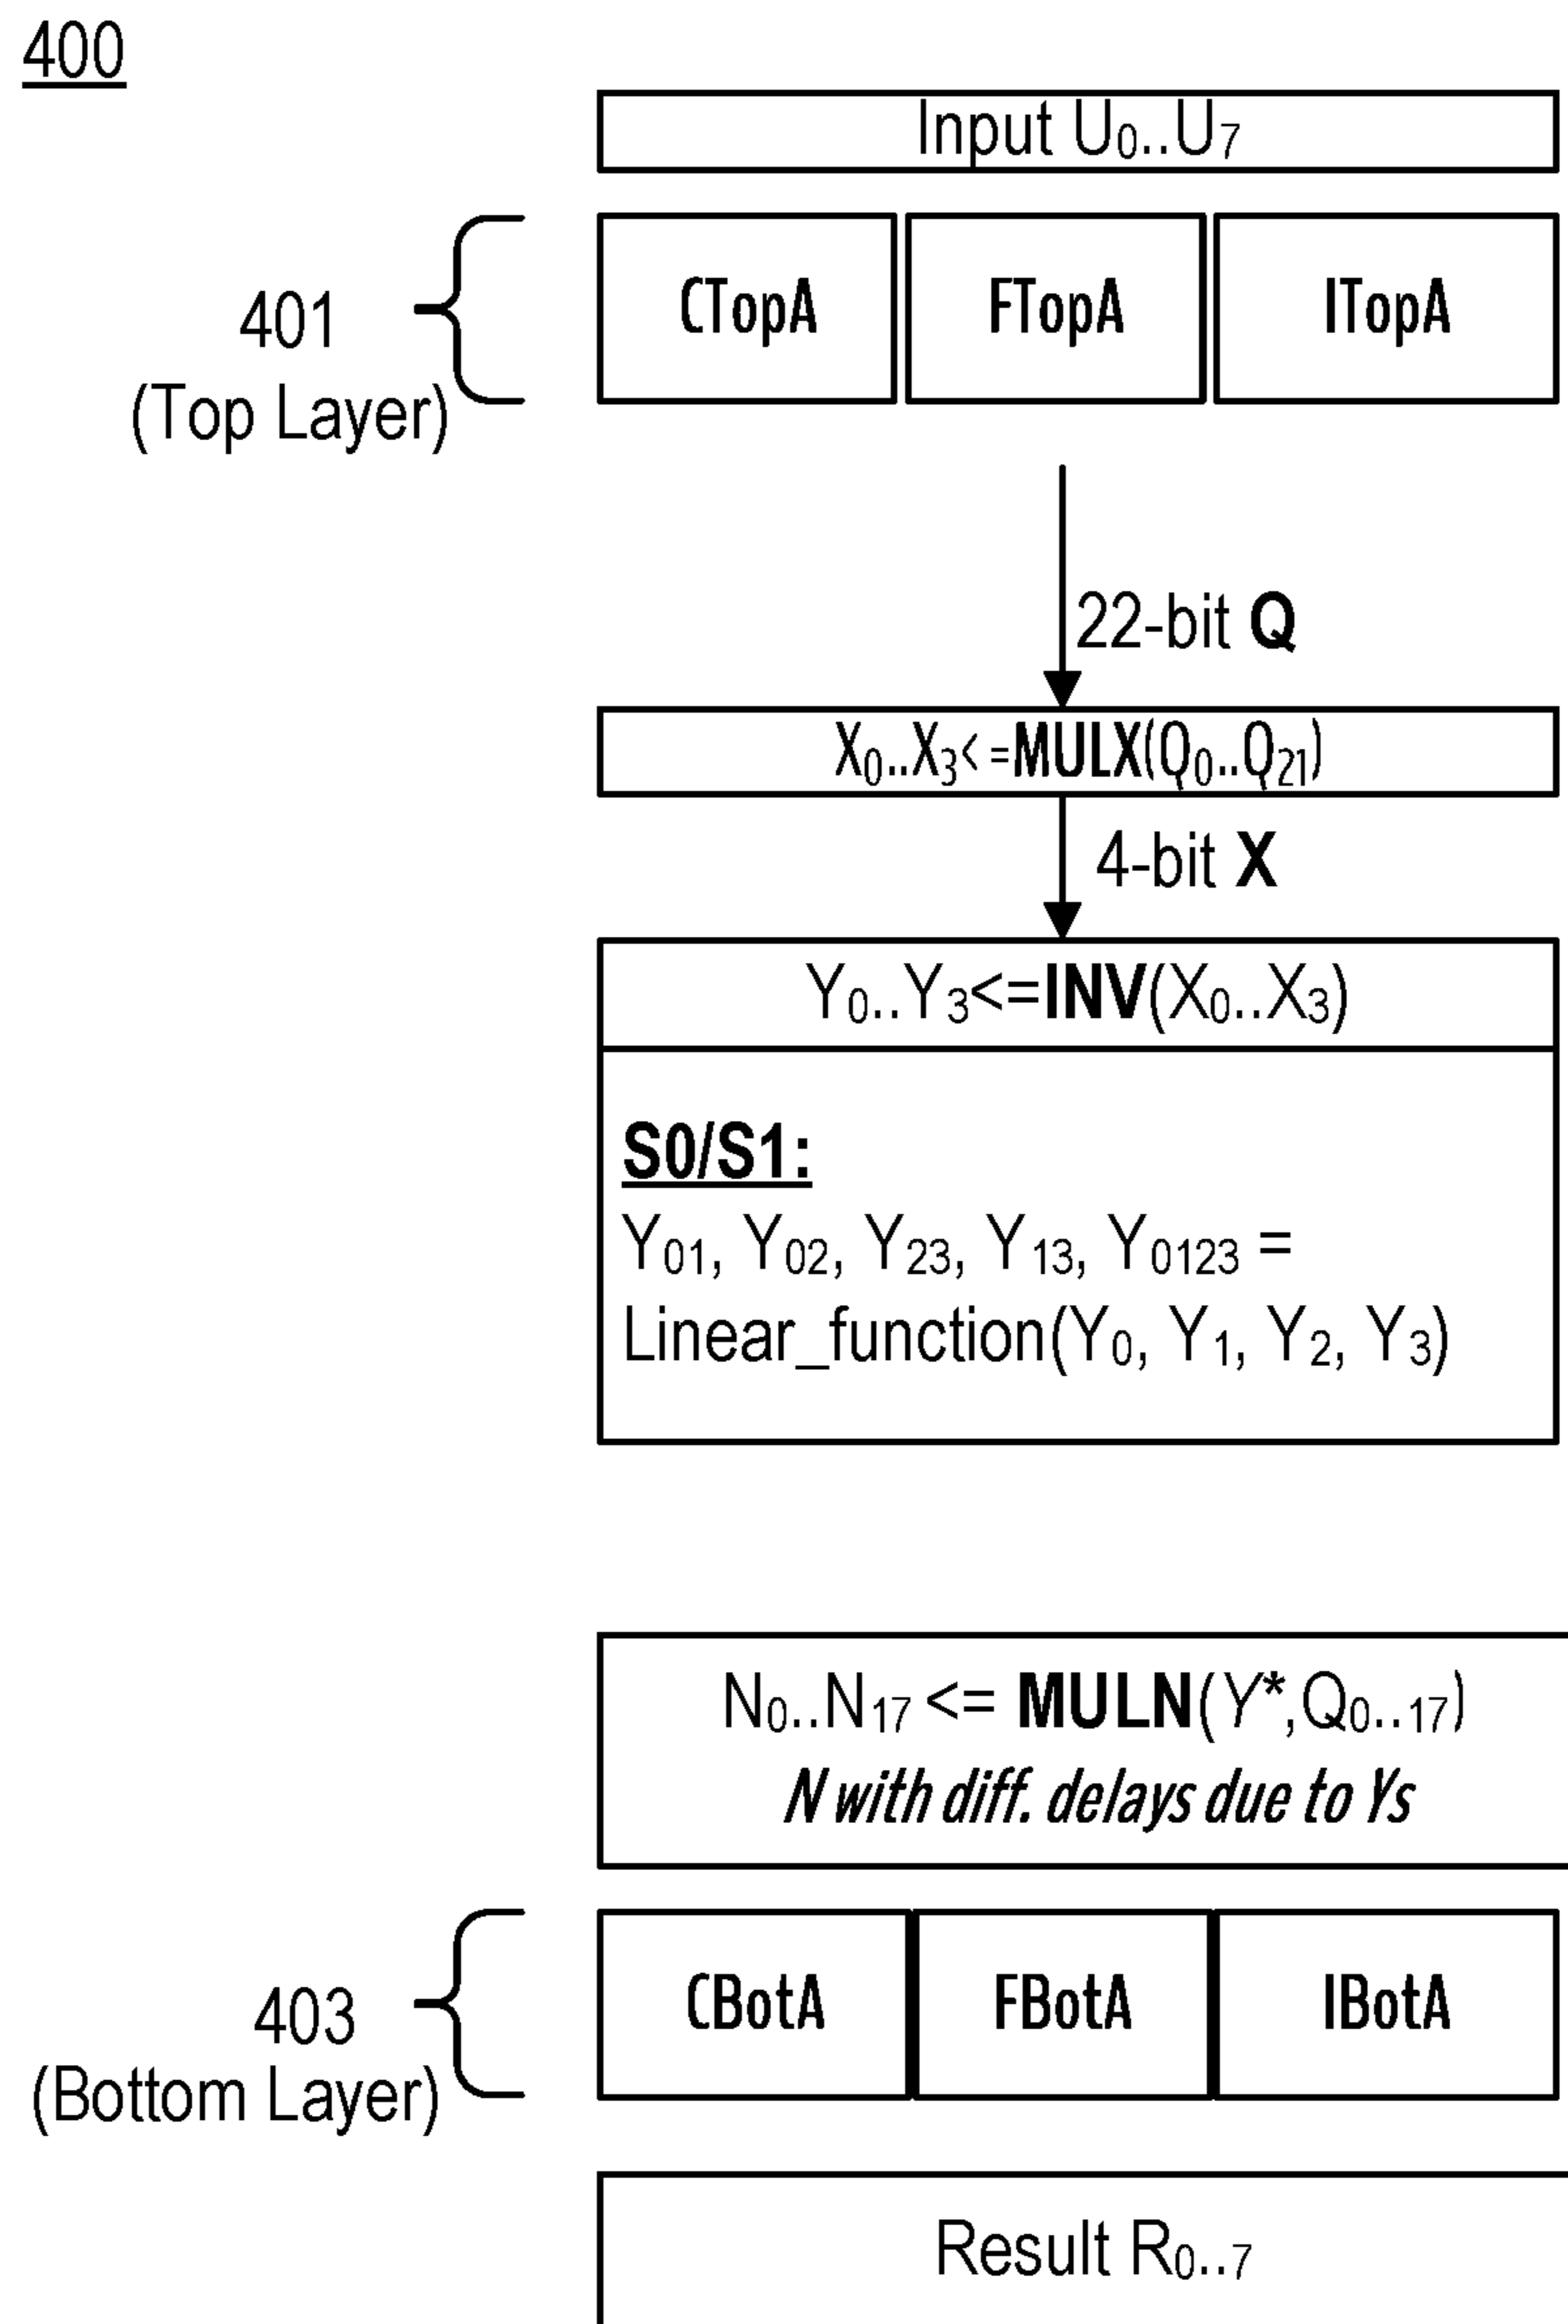 400
Input U₀..U₇
CTopA FTopA ITopA
401
(Top Layer)
22-bit Q
X₀..X₃< =MULX(Q₀..Q₂₁)
4-bit X
Y₀..Y₃<=INV(X₀..X₃)
S0/S1:
Y₀₁, Y₀₂, Y₂₃, Y₁₃, Y₀₁₂₃ =
Linear_function(Y₀, Y₁, Y₂, Y₃)
N₀..N₁₇ <= MULN(Y*,Q₀..₁₇)
N with diff. delays due to Ys
CBotA FBotA IBotA
403
(Bottom Layer)
Result R₀..₇